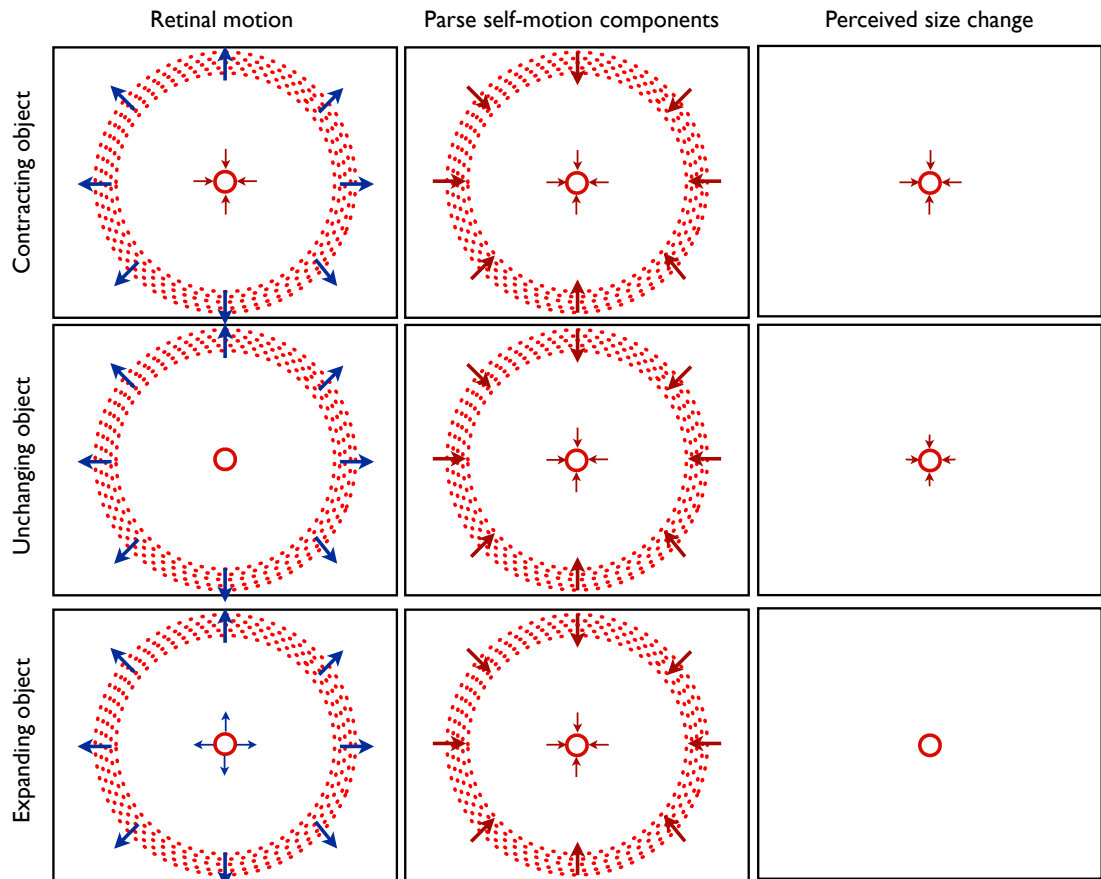 Retinal motion
Parse self-motion components
Perceived size change
Contracting object
Unchanging object
Expanding object